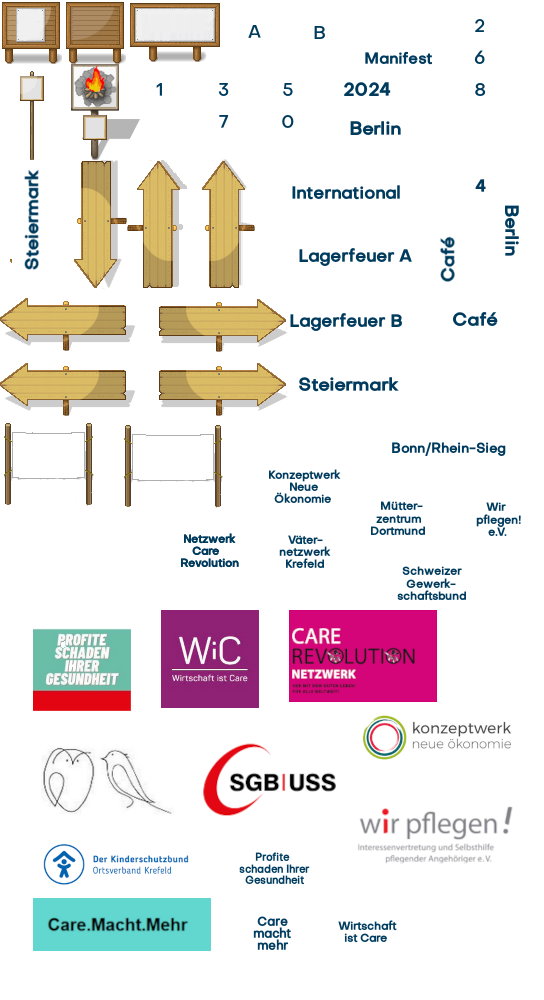 A
B
2
Manifest
6
1
3
5
2024
8
7
0
Berlin
Steiermark
International
4
Berlin
Lagerfeuer A
Café
Lagerfeuer B
Café
Steiermark
Bonn/Rhein-Sieg
Konzeptwerk
Neue
Ökonomie
Mütter-
zentrum
Dortmund
Wir
pflegen!
e.V.
Netzwerk
Care
Revolution
Väter-
netzwerk
Krefeld
Schweizer
Gewerk-
schaftsbund
PROFITE
SCHADEN
IHRER
GESUNDHEIT
WiC
Wirtschaft ist Care
CARE
REVOLUTION
NETZWERK
konzeptwerk
neue ökonomie
SGB|USS
wir pflegen!
Interessenvertretung und Selbsthilfe
pflegender Angehöriger e.V.
Der Kinderschutzbund
Ortsverband Krefeld
Profite
schaden Ihrer
Gesundheit
Care.Macht.Mehr
Care
macht
mehr
Wirtschaft
ist Care